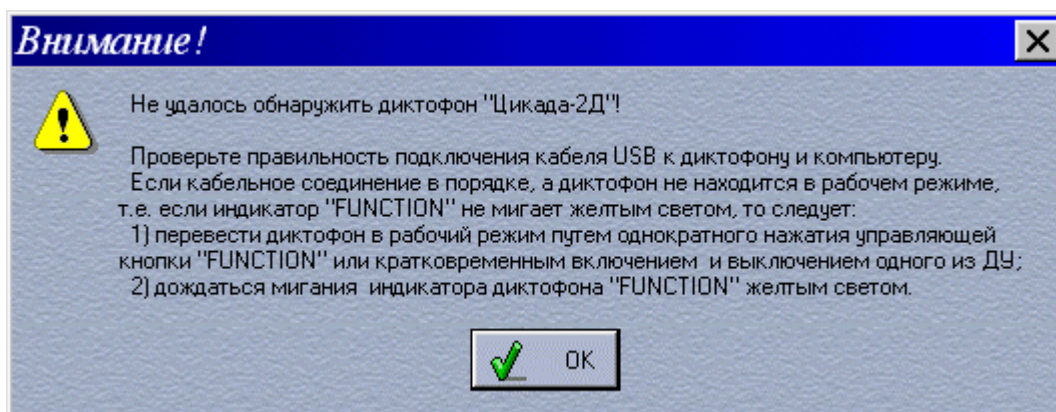 Внимание!
Не удалось обнаружить диктофон "Цикада-2Д"!
Проверьте правильность подключения кабеля USB к диктофону и компьютеру.
Если кабельное соединение в порядке, а диктофон не находится в рабочем режиме,
т.е. если индикатор "FUNCTION" не мигает желтым светом, то следует:
1) перевести диктофон в рабочий режим путем однократного нажатия управляющей
кнопки "FUNCTION" или кратковременным включением и выключением одного из ДУ;
2) дождаться мигания индикатора диктофона "FUNCTION" желтым светом.
OK